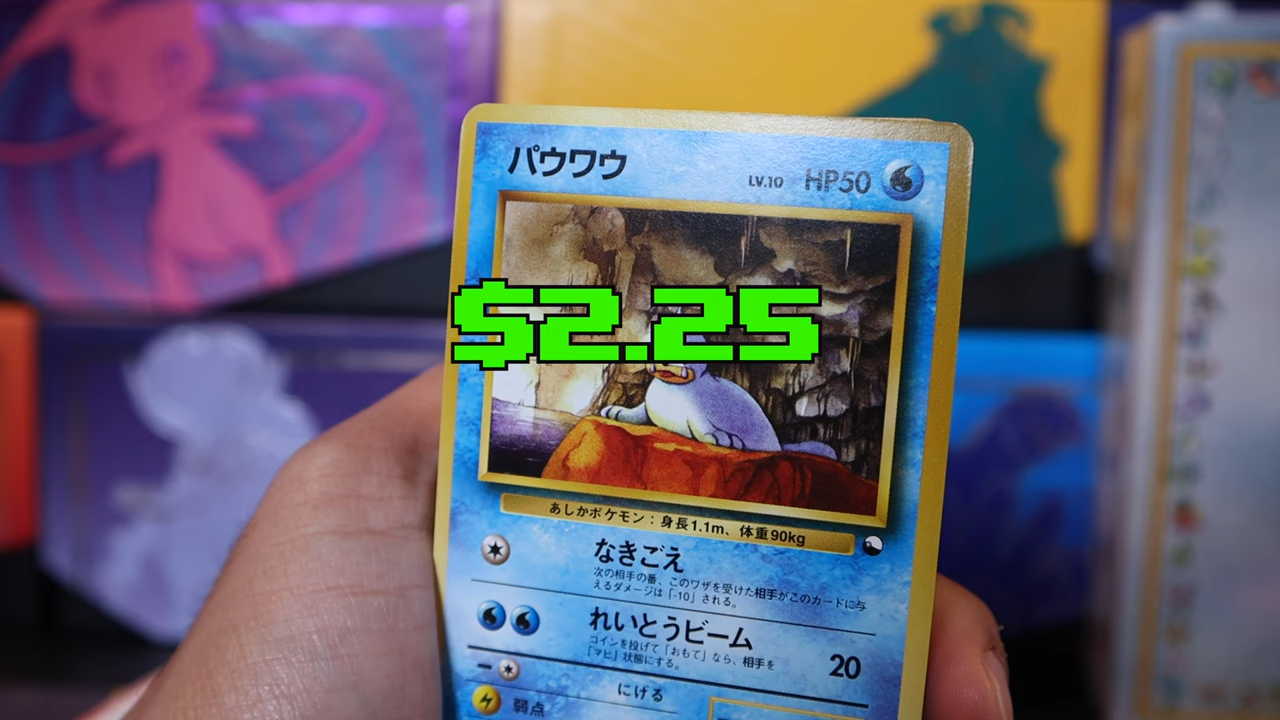 パウワウ LV.10 HP50
$2.25
あしかポケモン：身長1.1m、体重90kg
なきごえ
次の相手の番、このワザを受けた相手がこのカードに与
えるダメージは「-10」される。
れいとうビーム 20
コインを投げて「おもて」なら、相手を
「マヒ」状態にする。
にげる
弱点